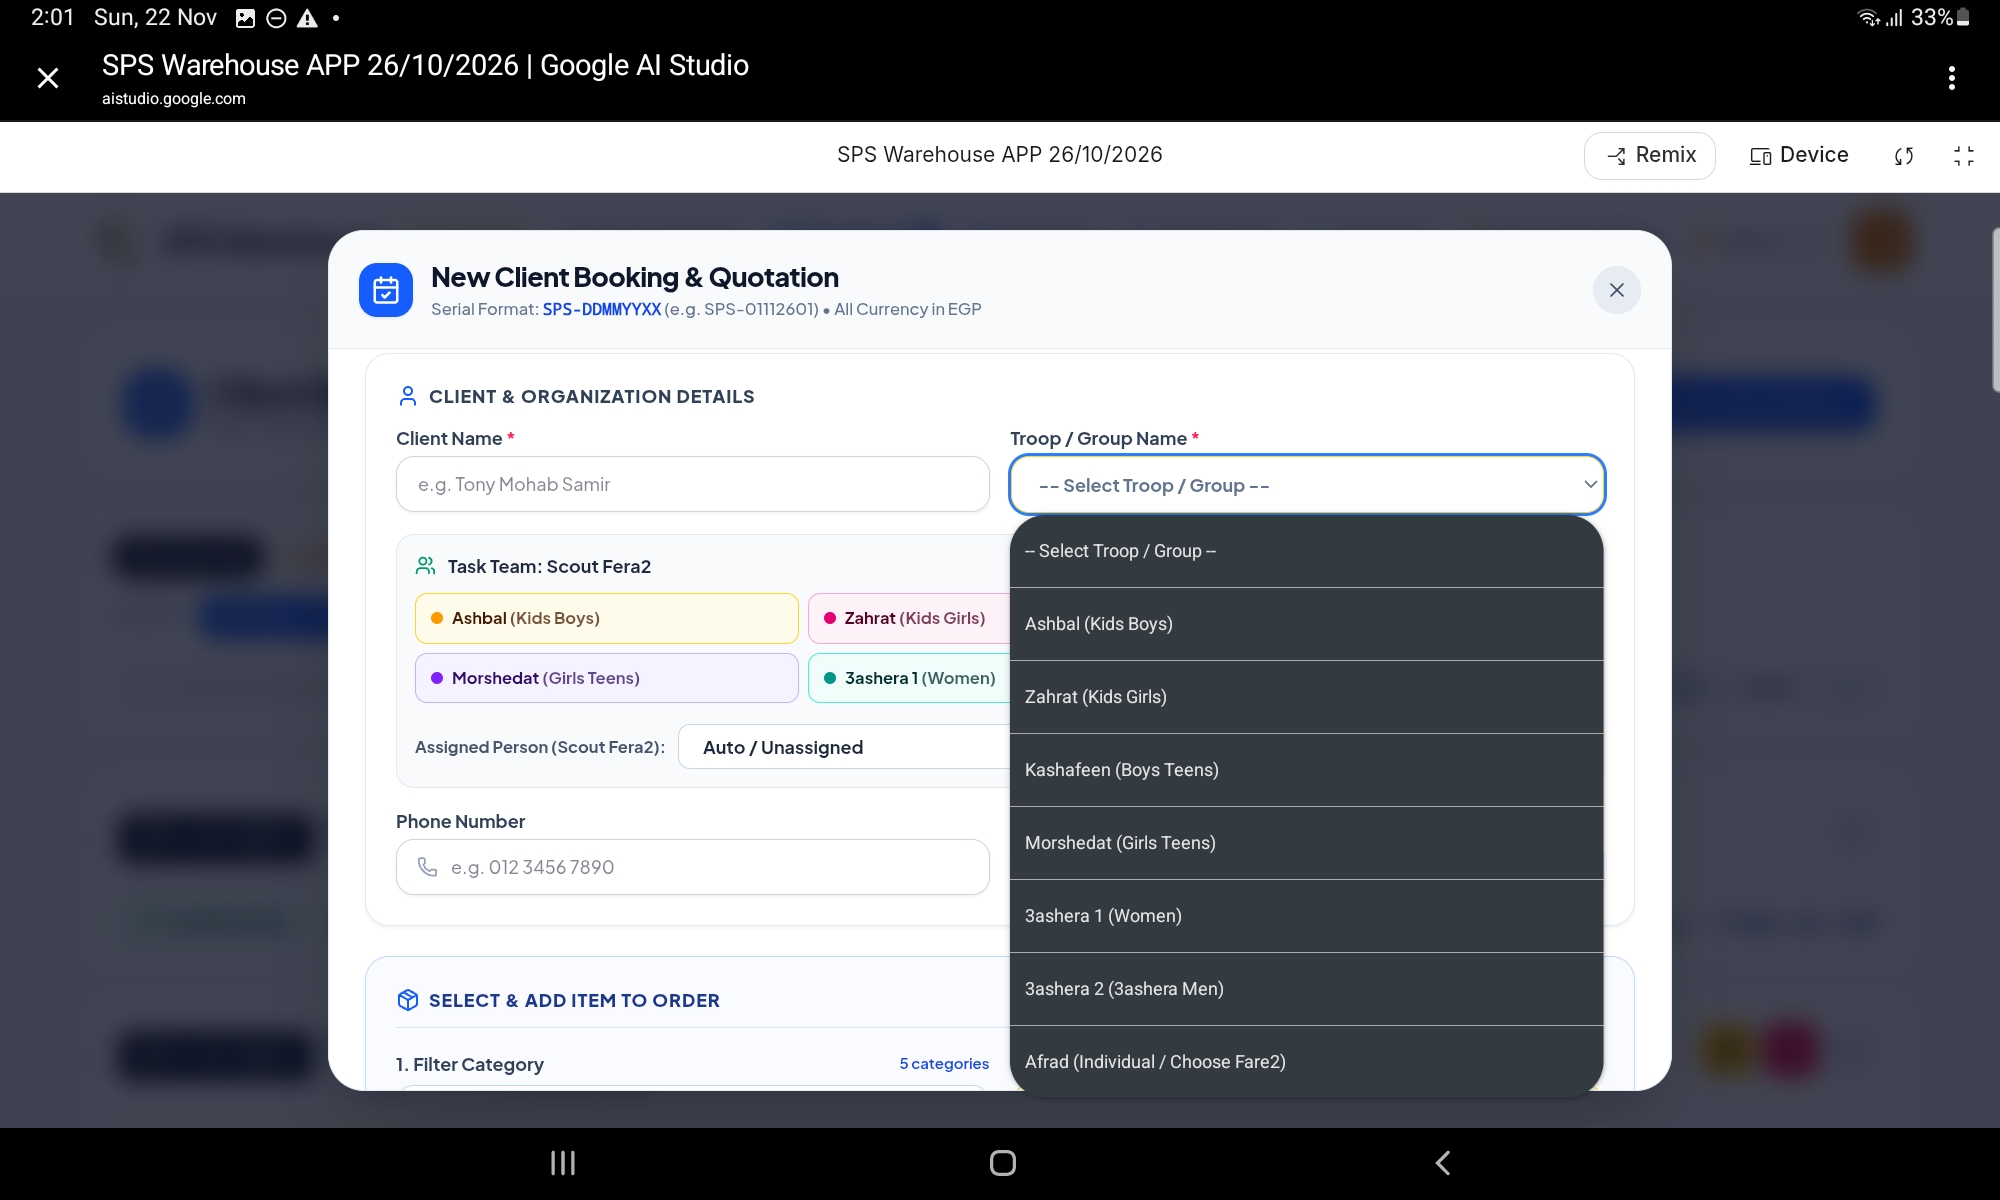 2:01 Sun, 22 Nov
33%
SPS Warehouse APP 26/10/2026 | Google AI Studio
aistudio.google.com
SPS Warehouse APP 26/10/2026
Remix
Device
New Client Booking & Quotation
Serial Format: SPS-DDMMYYXX (e.g. SPS-01112601) • All Currency in EGP
CLIENT & ORGANIZATION DETAILS
Client Name *
e.g. Tony Mohab Samir
Troop / Group Name *
-- Select Troop / Group --
-- Select Troop / Group --
Ashbal (Kids Boys)
Zahrat (Kids Girls)
Kashafeen (Boys Teens)
Morshedat (Girls Teens)
3ashera 1 (Women)
3ashera 2 (3ashera Men)
Afrad (Individual / Choose Fare2)
Task Team: Scout Fera2
Ashbal (Kids Boys)
Zahrat (Kids Girls)
Morshedat (Girls Teens)
3ashera 1 (Women)
Assigned Person (Scout Fera2):
Auto / Unassigned
Phone Number
e.g. 012 3456 7890
SELECT & ADD ITEM TO ORDER
1. Filter Category
5 categories